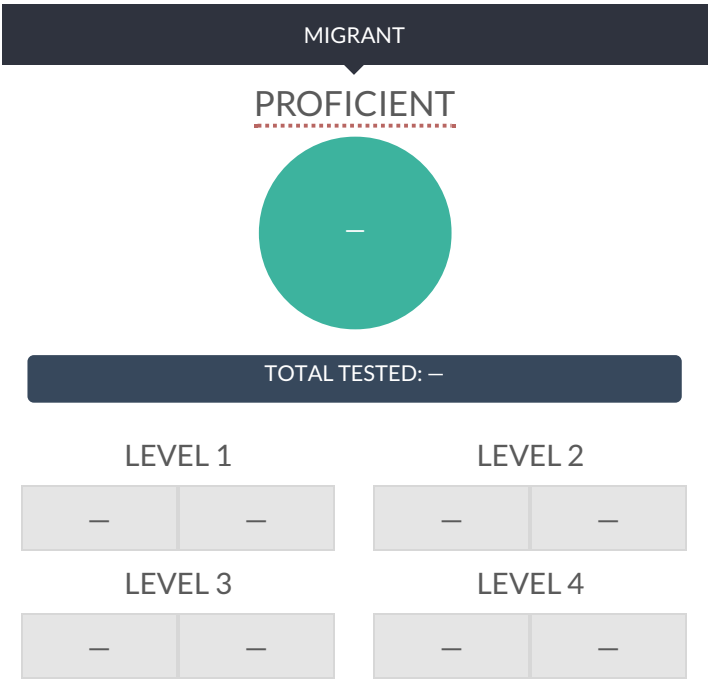 MIGRANT
PROFICIENT
—
TOTAL TESTED: —
LEVEL 1 LEVEL 2
— — — —
LEVEL 3 LEVEL 4
— — — —